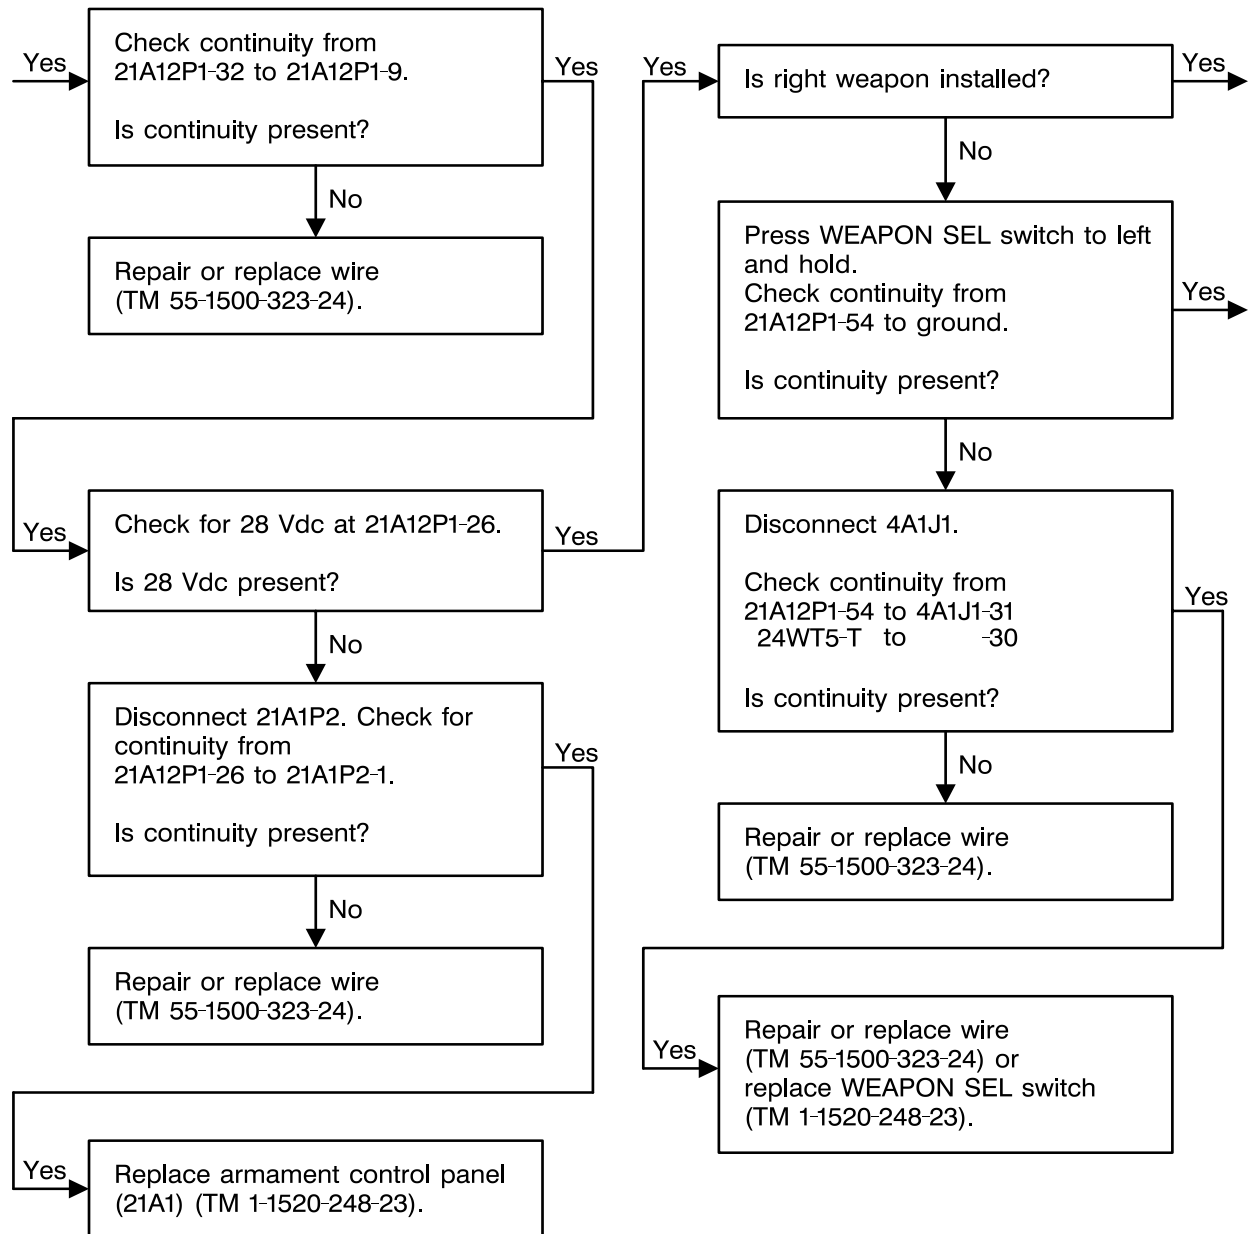 Yes
Check continuity from
21A12P1-32 to 21A12P1-9.
Is continuity present?
Yes
No
Repair or replace wire
(TM 55-1500-323-24).
Yes
Check for 28 Vdc at 21A12P1-26.
Is 28 Vdc present?
Yes
No
Disconnect 21A1P2. Check for
continuity from
21A12P1-26 to 21A1P2-1.
Is continuity present?
Yes
No
Repair or replace wire
(TM 55-1500-323-24).
Yes
Replace armament control panel
(21A1) (TM 1-1520-248-23).
Yes
Is right weapon installed?
Yes
No
Press WEAPON SEL switch to left
and hold.
Check continuity from
21A12P1-54 to ground.
Is continuity present?
Yes
No
Disconnect 4A1J1.
Check continuity from
21A12P1-54 to 4A1J1-31
24WT5-T to -30
Is continuity present?
Yes
No
Repair or replace wire
(TM 55-1500-323-24).
Yes
Repair or replace wire
(TM 55-1500-323-24) or
replace WEAPON SEL switch
(TM 1-1520-248-23).